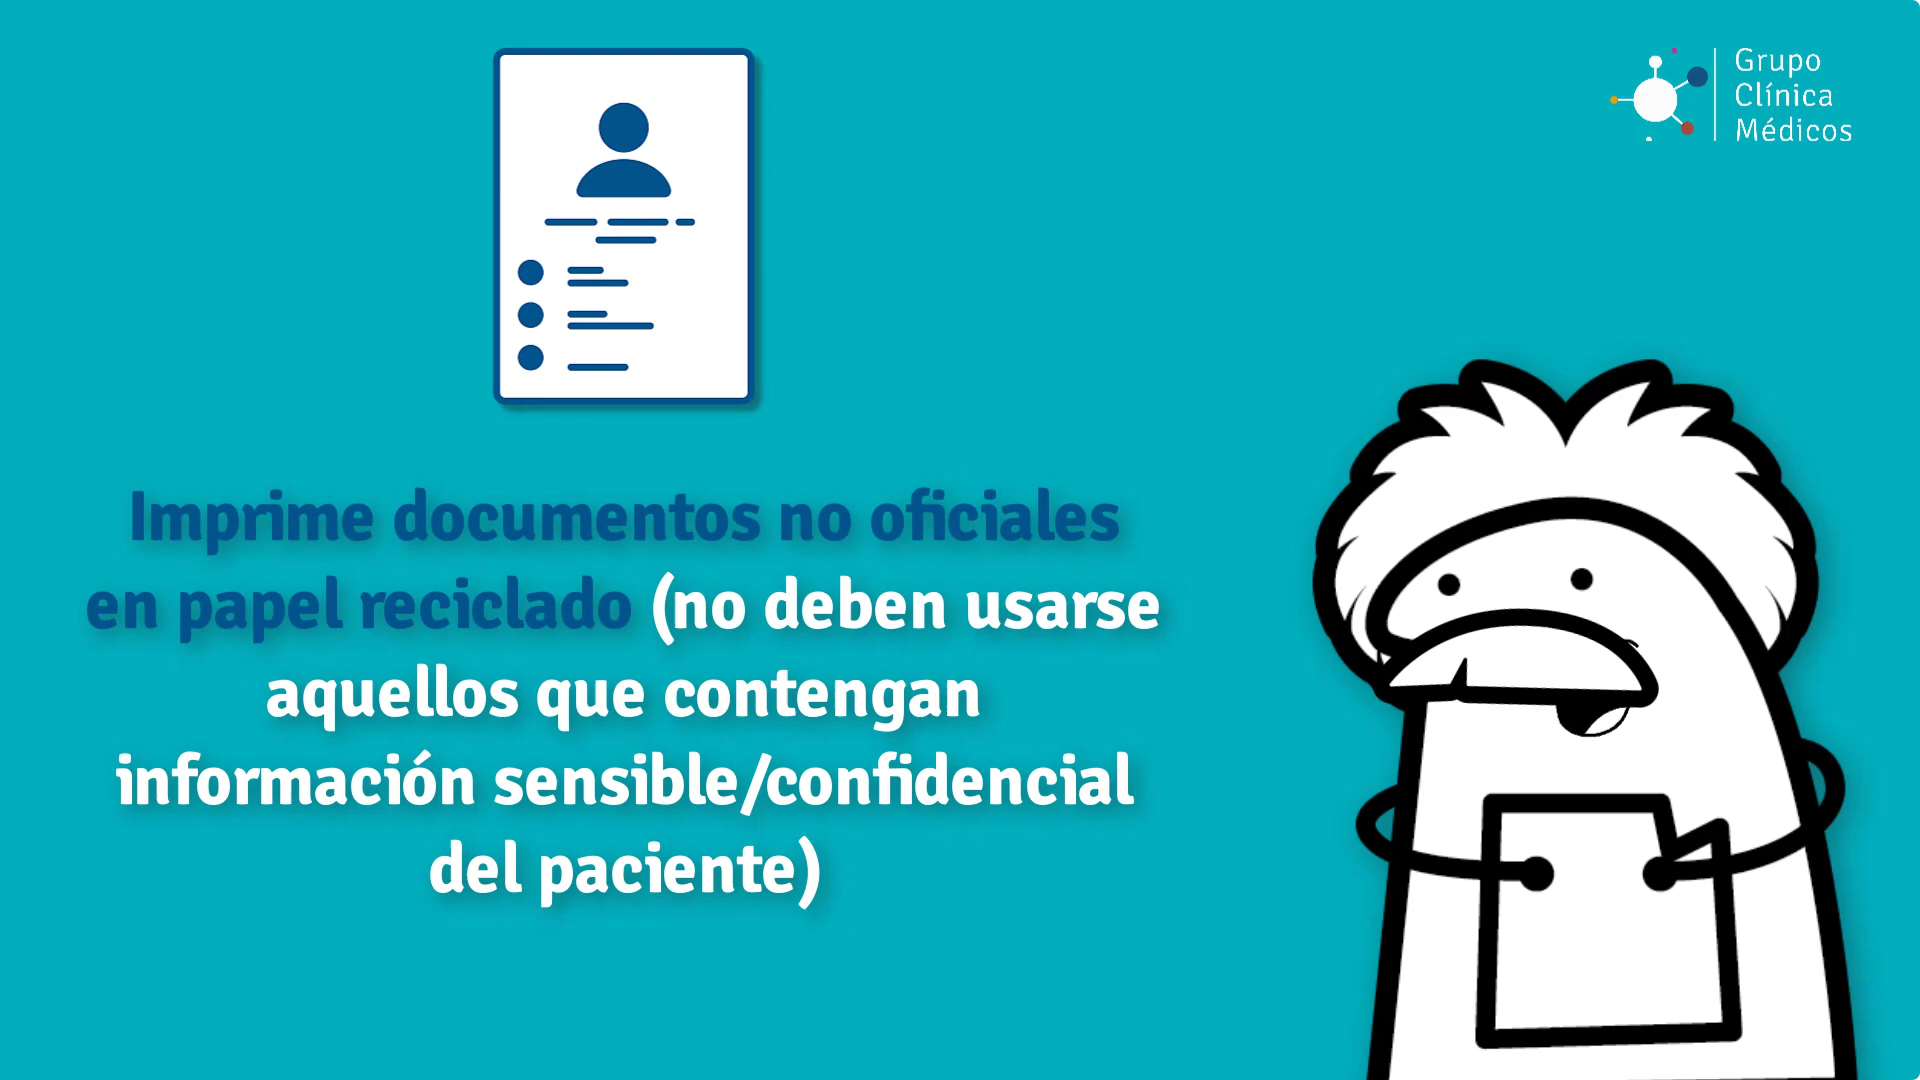 Grupo
Clínica
Médicos
Imprime documentos no oficiales
en papel reciclado (no deben usarse
aquellos que contengan
información sensible/confidencial
del paciente)